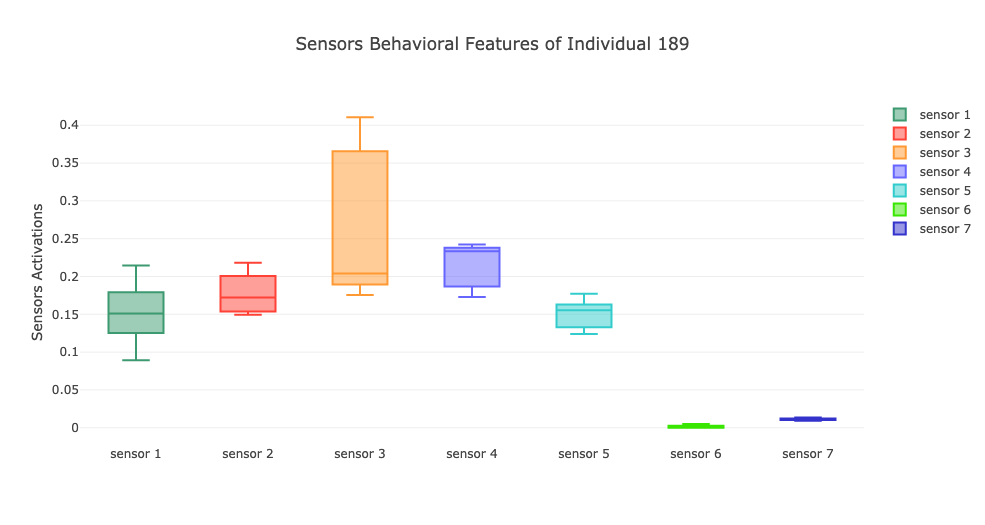 Sensors Behavioral Features of Individual 189
Sensors Activations
0.4
0.35
0.3
0.25
0.2
0.15
0.1
0.05
0
sensor 1
sensor 2
sensor 3
sensor 4
sensor 5
sensor 6
sensor 7
sensor 1
sensor 2
sensor 3
sensor 4
sensor 5
sensor 6
sensor 7